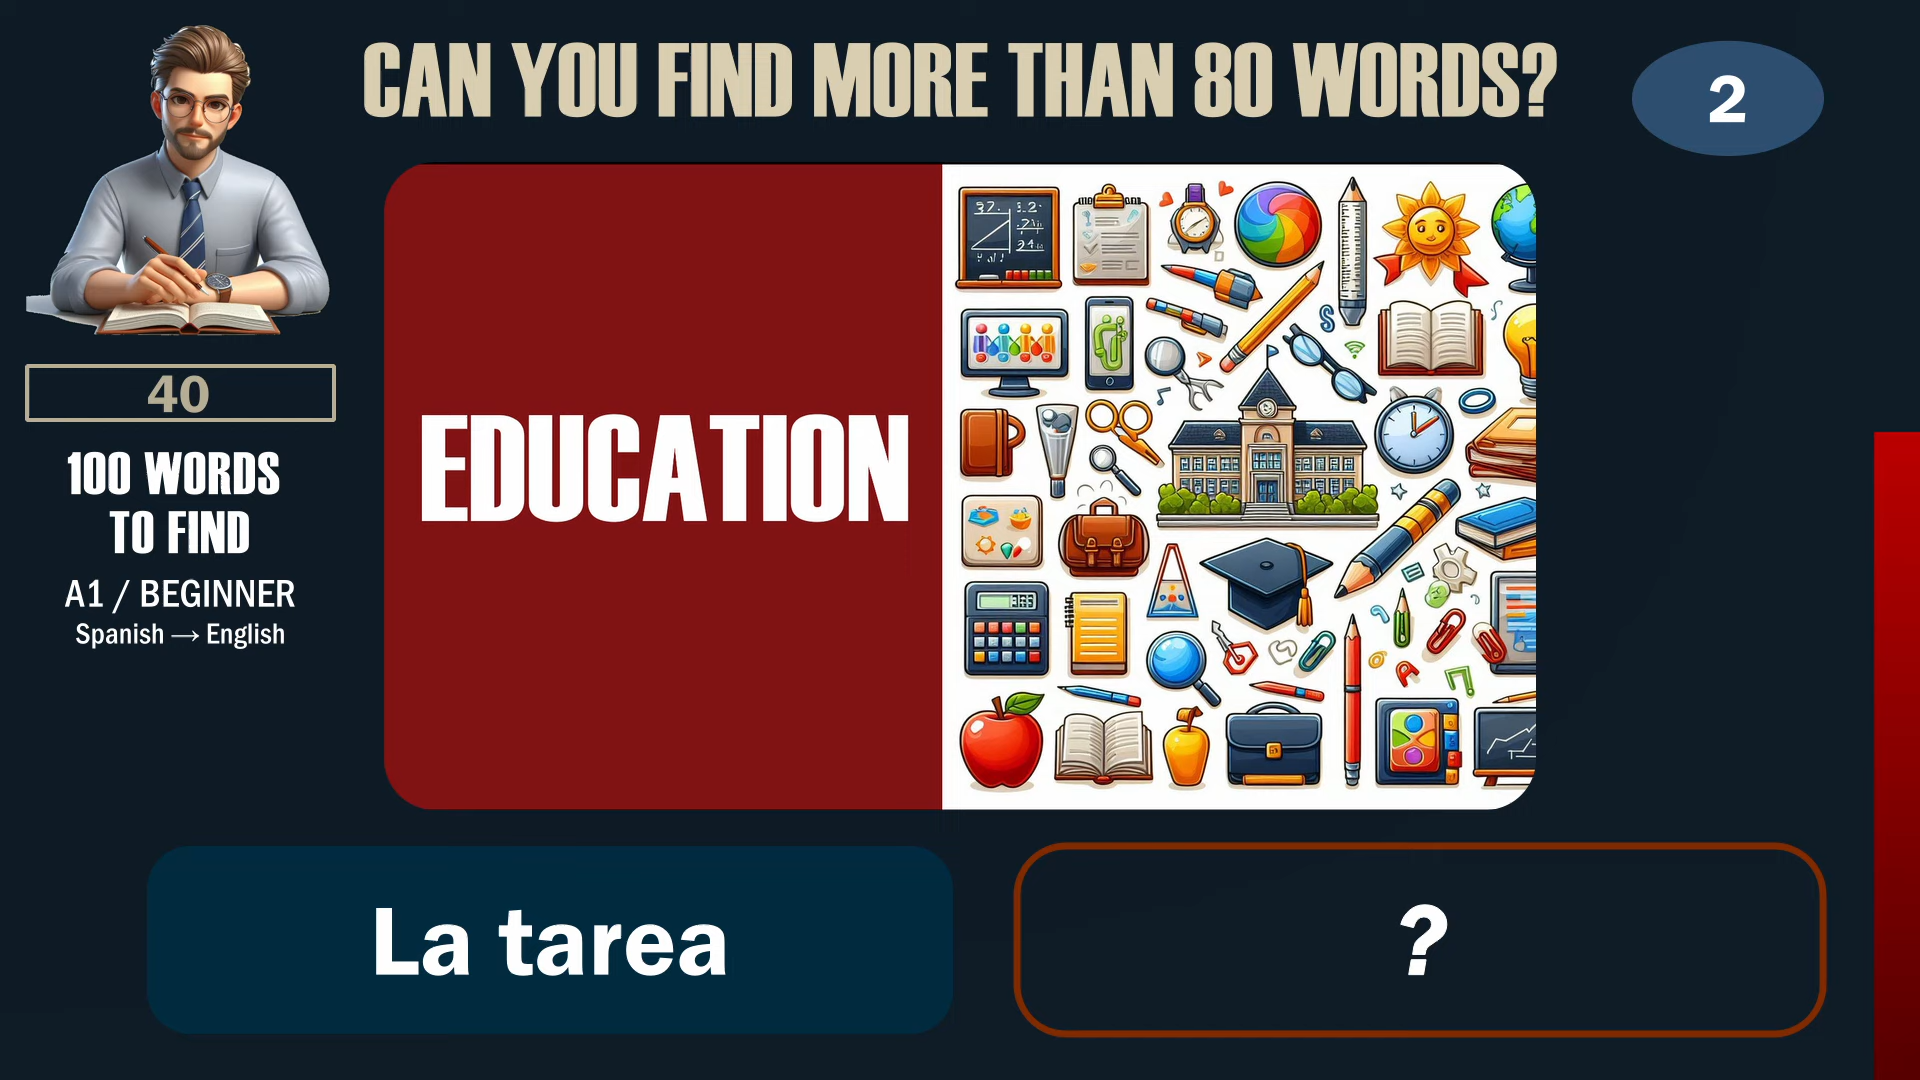 CAN YOU FIND MORE THAN 80 WORDS?
2
40
100 WORDS
TO FIND
A1 / BEGINNER
Spanish → English
EDUCATION
La tarea
?